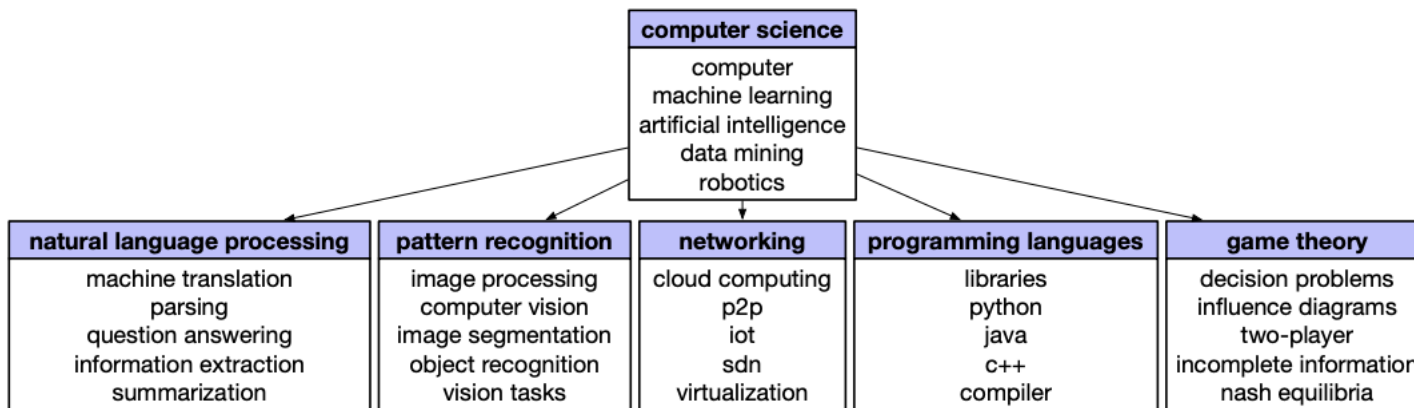 computer science
computer
machine learning
artificial intelligence
data mining
robotics
natural language processing
machine translation
parsing
question answering
information extraction
summarization
pattern recognition
image processing
computer vision
image segmentation
object recognition
vision tasks
networking
cloud computing
p2p
iot
sdn
virtualization
programming languages
libraries
python
java
c++
compiler
game theory
decision problems
influence diagrams
two-player
incomplete information
nash equilibria